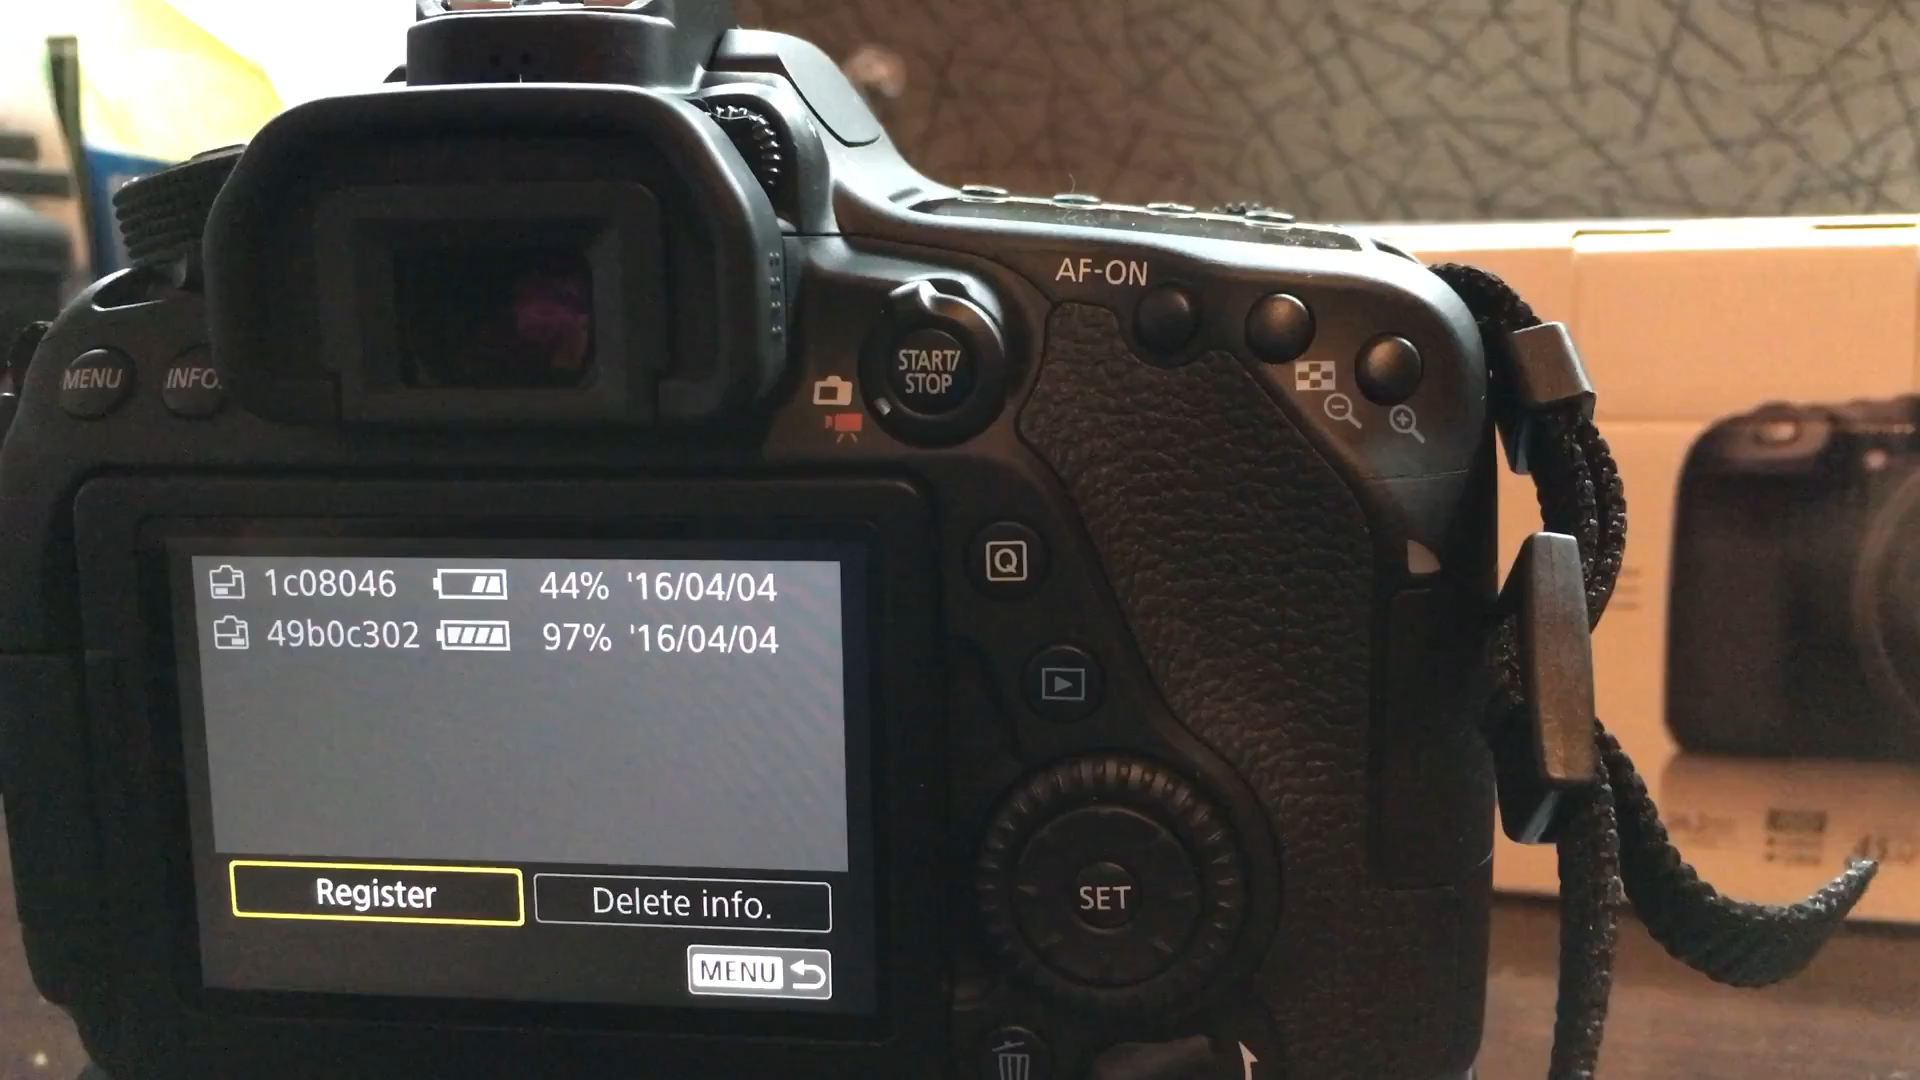 AF-ON
START/
STOP
MENU
INFO.
Q
1c08046 44% '16/04/04
49b0c302 97% '16/04/04
Register
Delete info.
MENU
SET